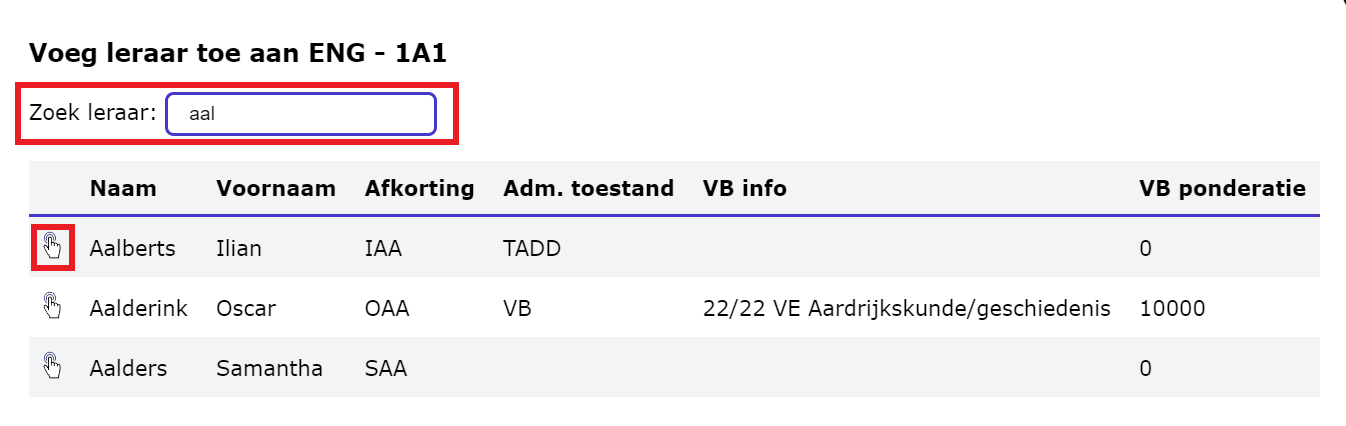 Voeg leraar toe aan ENG - 1A1
Zoek leraar: aal
Naam Voornaam Afkorting Adm. toestand VB info VB ponderatie
Aalberts Ilian IAA TADD 0
Aalderink Oscar OAA VB 22/22 VE Aardrijkskunde/geschiedenis 10000
Aalders Samantha SAA 0